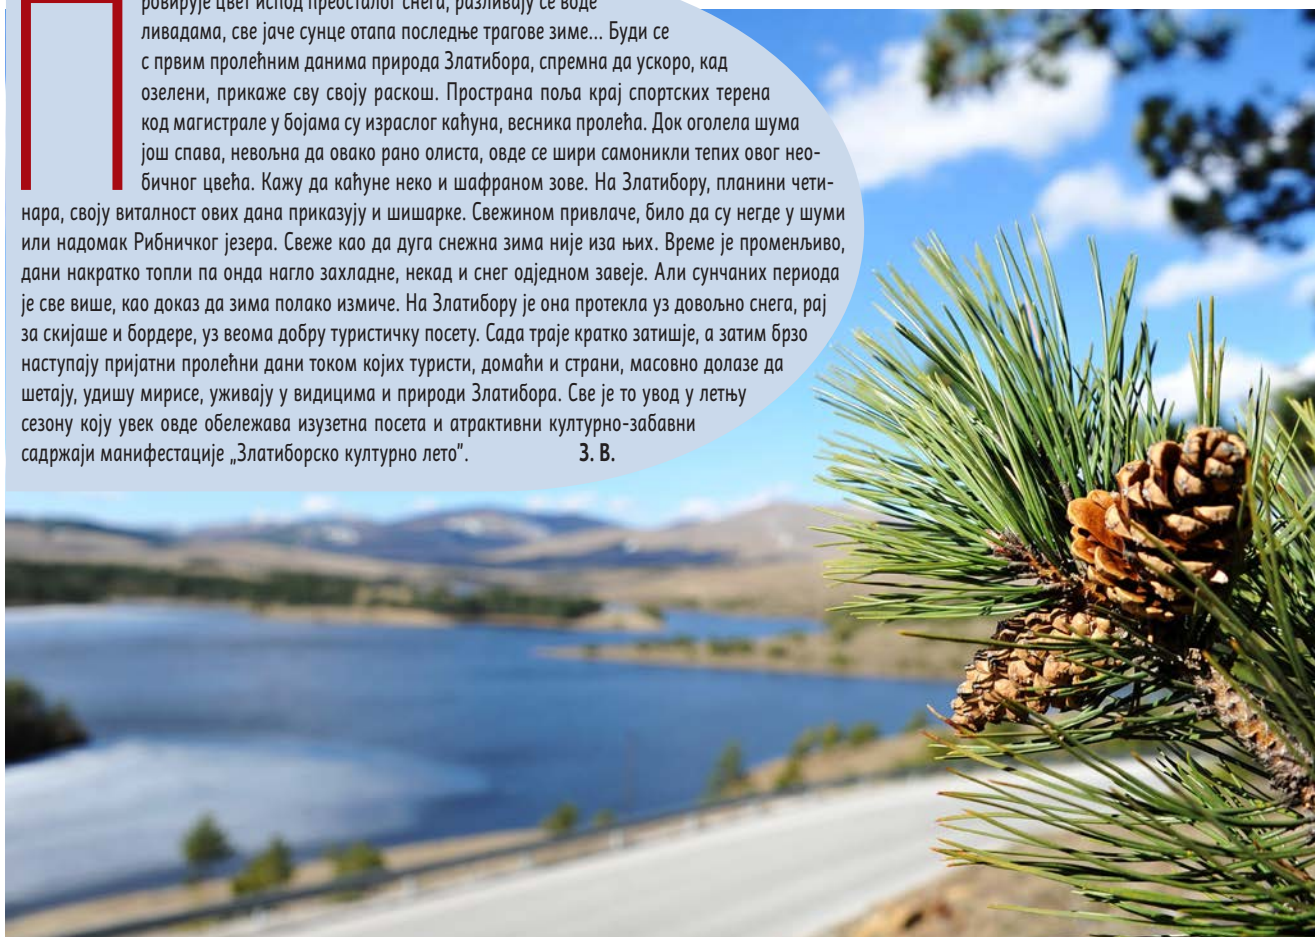 Провирује цвет испод преосталог снега, разливају се воде
ливадама, све јаче сунце отапа последње трагове зиме... Буди се
с првим пролећним данима природа Златибора, спремна да ускоро, кад
озелени, прикаже сву своју раскош. Пространа поља крај спортских терена
код магистрале у бојама су израслог каћуна, весника пролећа. Док оголела шума
још спава, невољна да овако рано олиста, овде се шири самоникли тепих овог нео-
бичног цвећа. Кажу да каћуне неко и шафраном зове. На Златибору, планини чети-
нара, своју виталност ових дана приказују и шишарке. Свежином привлаче, било да су негде у шуми
или надомак Рибничког језера. Свеже као да дуга снежна зима није иза њих. Време је променљиво,
дани накратко топли па онда нагло захладне, некад и снег одједном завеје. Али сунчаних периода
је све више, као доказ да зима полако измиче. На Златибору је она протекла уз довољно снега, рај
за скијаше и бордере, уз веома добру туристичку посету. Сада траје кратко затишје, а затим брзо
наступају пријатни пролећни дани током којих туристи, домаћи и страни, масовно долазе да
шетају, удишу мирисе, уживају у видицима и природи Златибора. Све је то увод у летњу
сезону коју увек овде обележава изузетна посета и атрактивни културно-забавни
садржаји манифестације „Златиборско културно лето”. З. В.